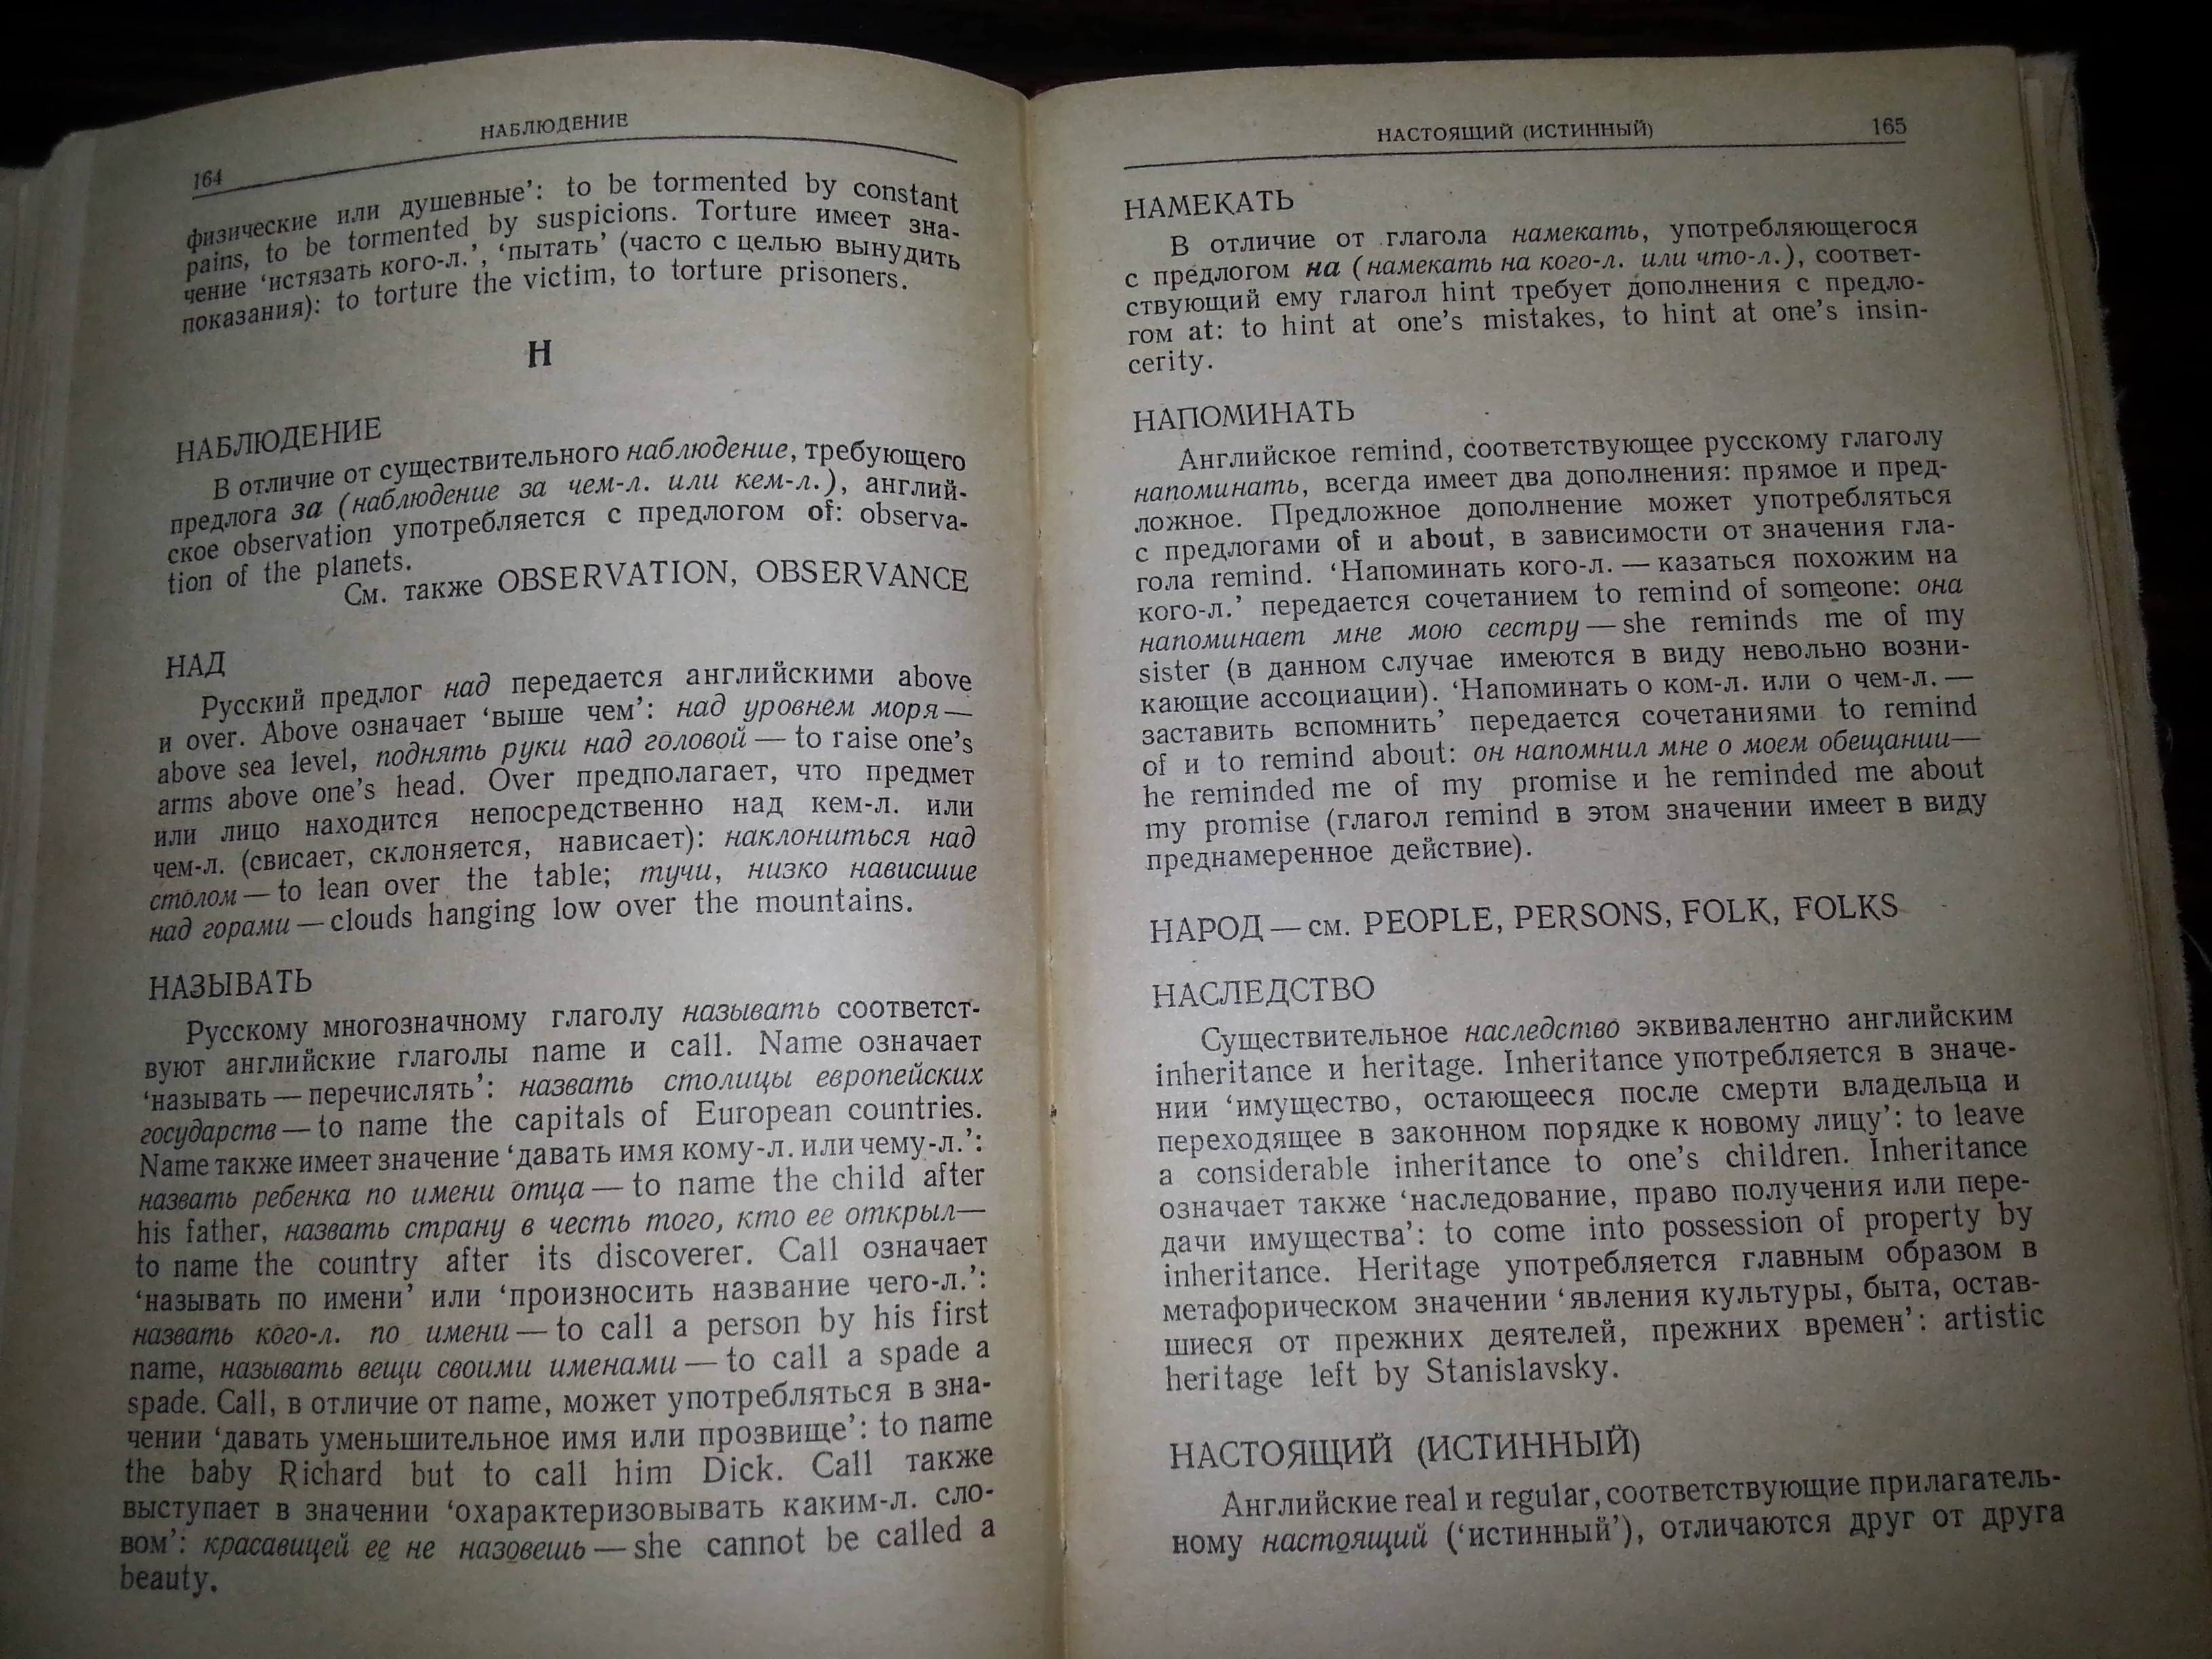 164
НАБЛЮДЕНИЕ
физические или душевные’: to be tormented by constant
pains, to be tormented by suspicions. Torture имеет зна-
чение ‘истязать кого-л.’, ‘пытать’ (часто с целью вынудить
показания): to torture the victim, to torture prisoners.
Н
НАБЛЮДЕНИЕ
В отличие от существительного наблюдение, требующего
предлога за (наблюдение за чем-л. или кем-л.), англий-
ское observation употребляется с предлогом of: observa-
tion of the planets.
См. также OBSERVATION, OBSERVANCE
НАД
Русский предлог над передается английскими above
и over. Above означает ‘выше чем’: над уровнем моря —
above sea level, поднять руки над головой — to raise one’s
arms above one’s head. Over предполагает, что предмет
или лицо находится непосредственно над кем-л. или
чем-л. (свисает, склоняется, нависает): наклониться над
столом — to lean over the table; тучи, низко нависшие
над горами — clouds hanging low over the mountains.
НАЗЫВАТЬ
Русскому многозначному глаголу называть соответст-
вуют английские глаголы name и call. Name означает
‘называть — перечислять’: назвать столицы европейских
государств — to name the capitals of European countries.
Name также имеет значение ‘давать имя кому-л. или чему-л.’:
назвать ребенка по имени отца — to name the child after
his father, назвать страну в честь того, кто ее открыл—
to name the country after its discoverer. Call означает
‘называть по имени’ или ‘произносить название чего-л.’:
назвать кого-л. по имени — to call a person by his first
name, называть вещи своими именами — to call a spade a
spade. Call, в отличие от name, может употребляться в зна-
чении ‘давать уменьшительное имя или прозвище’: to name
the baby Richard but to call him Dick. Call также
выступает в значении ‘охарактеризовывать каким-л. сло-
вом’: красавицей ее не назовешь — she cannot be called a
beauty.
НАСТОЯЩИЙ (ИСТИННЫЙ)
165
НАМЕКАТЬ
В отличие от глагола намекать, употребляющегося
с предлогом на (намекать на кого-л. или что-л.), соответ-
ствующий ему глагол hint требует дополнения с предло-
гом at: to hint at one’s mistakes, to hint at one’s insin-
cerity.
НАПОМИНАТЬ
Английское remind, соответствующее русскому глаголу
напоминать, всегда имеет два дополнения: прямое и пред-
ложное. Предложное дополнение может употребляться
с предлогами of и about, в зависимости от значения гла-
гола remind. ‘Напоминать кого-л. — казаться похожим на
кого-л.’ передается сочетанием to remind of someone: она
напоминает мне мою сестру — she reminds me of my
sister (в данном случае имеются в виду невольно возни-
кающие ассоциации). ‘Напоминать о ком-л. или о чем-л. —
заставить вспомнить’ передается сочетаниями to remind
of и to remind about: он напомнил мне о моем обещании—
he reminded me of my promise и he reminded me about
my promise (глагол remind в этом значении имеет в виду
преднамеренное действие).
НАРОД — см. PEOPLE, PERSONS, FOLK, FOLKS
НАСЛЕДСТВО
Существительное наследство эквивалентно английским
inheritance и heritage. Inheritance употребляется в значе-
нии ‘имущество, остающееся после смерти владельца и
переходящее в законном порядке к новому лицу’: to leave
a considerable inheritance to one’s children. Inheritance
означает также ‘наследование, право получения или пере-
дачи имущества’: to come into possession of property by
inheritance. Heritage употребляется главным образом в
метафорическом значении ‘явления культуры, быта, остав-
шиеся от прежних деятелей, прежних времен’: artistic
heritage left by Stanislavsky.
НАСТОЯЩИЙ (ИСТИННЫЙ)
Английские real и regular, соответствующие прилагатель-
ному настоящий (‘истинный’), отличаются друг от друга